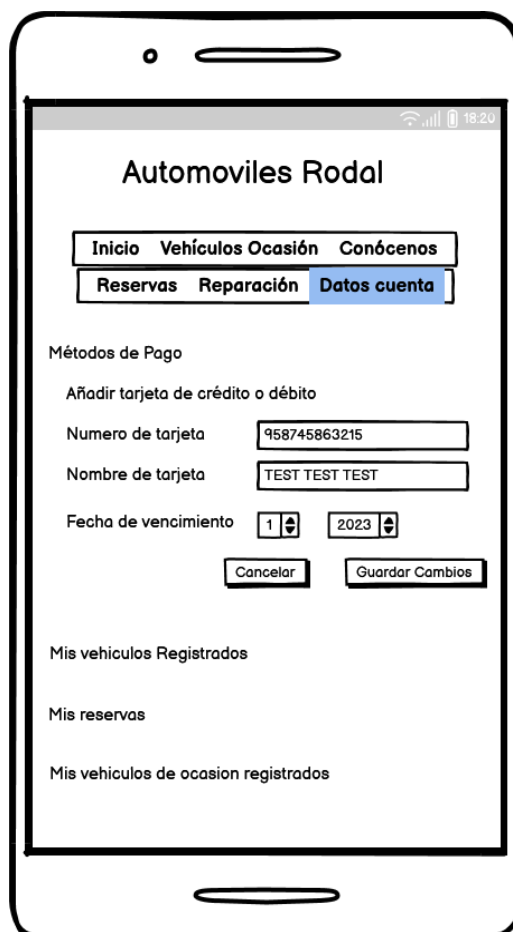 18:20
Automoviles Rodal
Inicio Vehículos Ocasión Conócenos
Reservas Reparación Datos cuenta
Métodos de Pago
Añadir tarjeta de crédito o débito
Numero de tarjeta 958745863215
Nombre de tarjeta TEST TEST TEST
Fecha de vencimiento 1 2023
Cancelar Guardar Cambios
Mis vehiculos Registrados
Mis reservas
Mis vehiculos de ocasion registrados